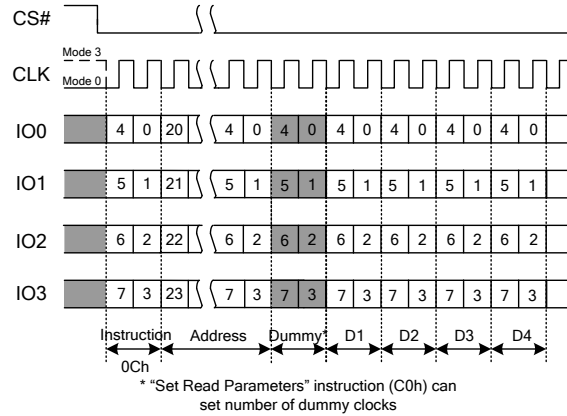 CS#
Mode 3
CLK
Mode 0
IO0 4 0 20 4 0 4 0 4 0 4 0 4 0 4 0
IO1 5 1 21 5 1 5 1 5 1 5 1 5 1 5 1
IO2 6 2 22 6 2 6 2 6 2 6 2 6 2 6 2
IO3 7 3 23 7 3 7 3 7 3 7 3 7 3 7 3
Instruction Address Dummy* D1 D2 D3 D4
0Ch
* “Set Read Parameters” instruction (C0h) can
set number of dummy clocks